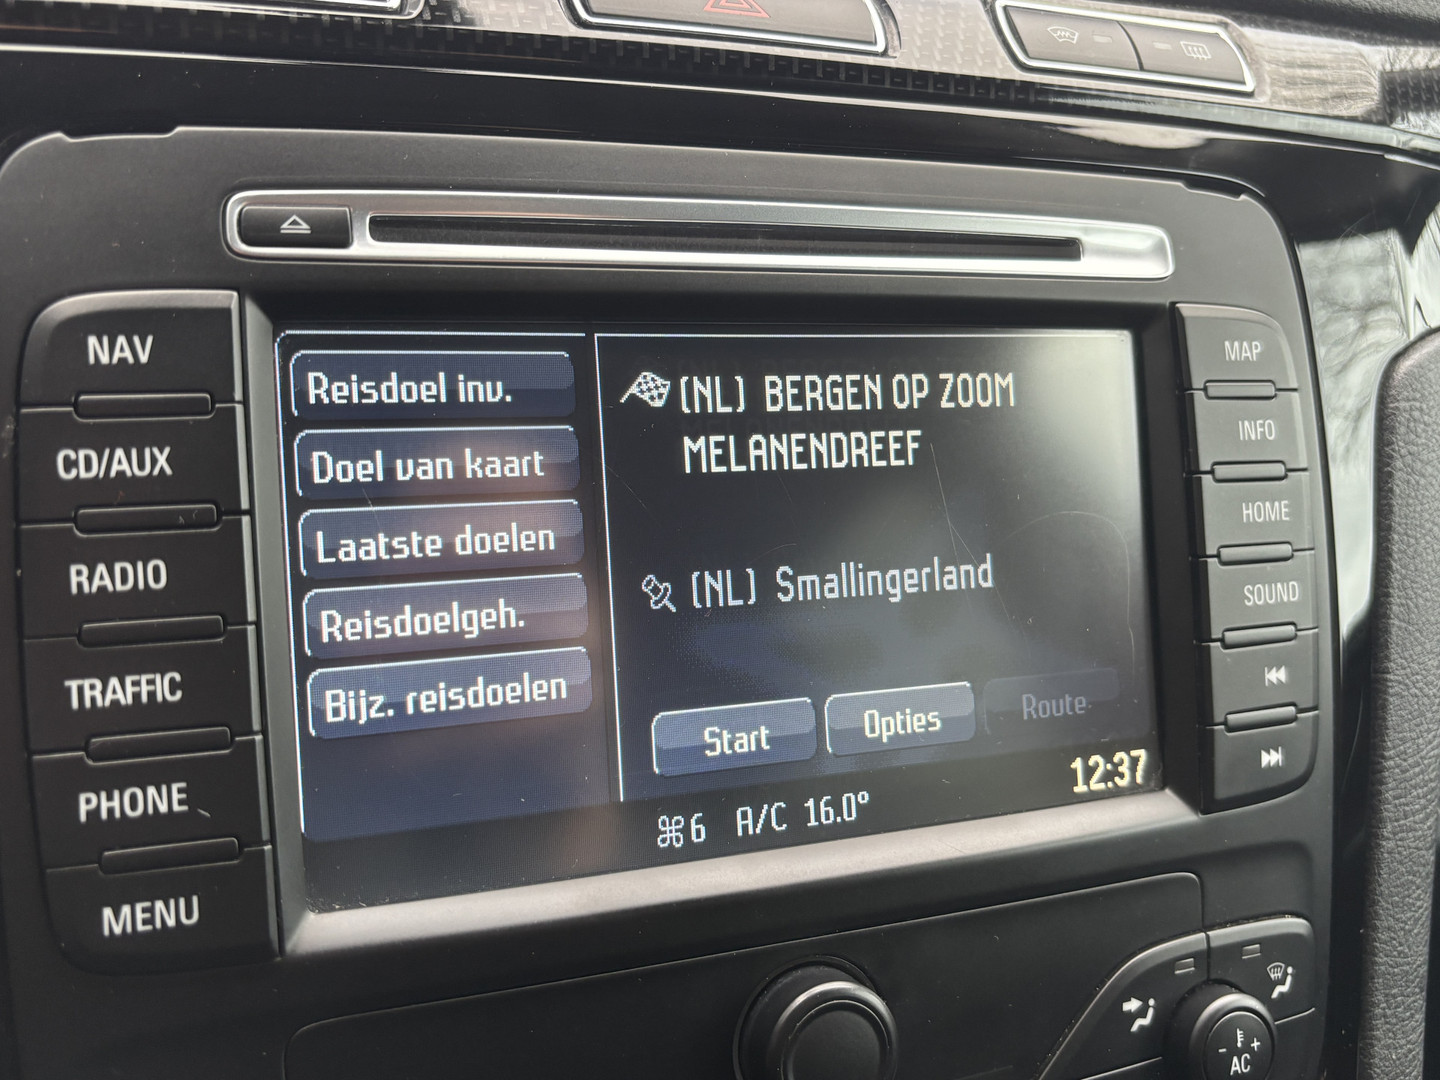 NAV
CD/AUX
RADIO
TRAFFIC
PHONE
MENU
Reisdoel inv.
Doel van kaart
Laatste doelen
Reisdoelgeh.
Bijz. reisdoelen
(NL) BERGEN OP ZOOM
MELANENDREEF
(NL) Smallingerland
Start Opties Route
12:37
⌘6 A/C 16.0°
MAP
INFO
HOME
SOUND
- +
AC